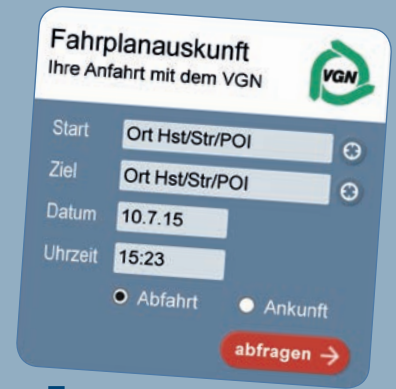 Fahrplanauskunft
Ihre Anfahrt mit dem VGN
VGN
Start Ort Hst/Str/POI
Ziel Ort Hst/Str/POI
Datum 10.7.15
Uhrzeit 15:23
Abfahrt Ankunft
abfragen